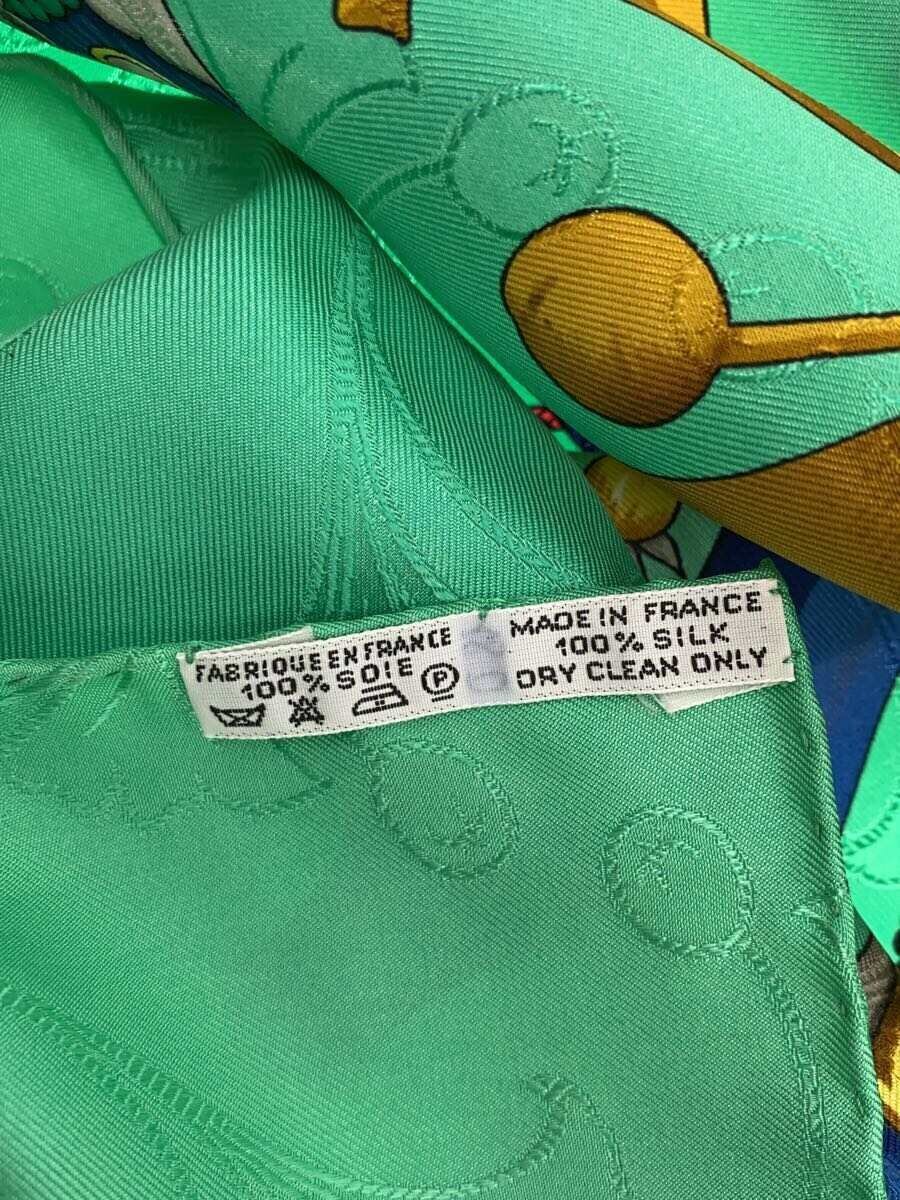 FABRIQUE EN FRANCE
100% SOIE
P
MADE IN FRANCE
100% SILK
DRY CLEAN ONLY